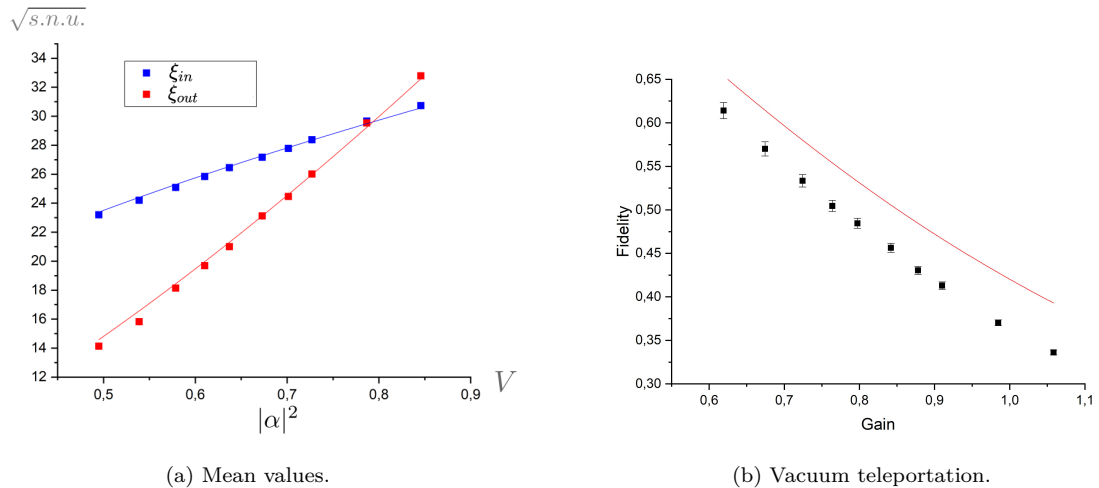 √s.n.u.
34
32
30
28
26
24
22
20
18
16
14
12
ξin
ξout
0,5 0,6 0,7 0,8 0,9
V
|α|²
(a) Mean values.
0,65
0,60
0,55
0,50
0,45
0,40
0,35
0,30
Fidelity
0,6 0,7 0,8 0,9 1,0 1,1
Gain
(b) Vacuum teleportation.